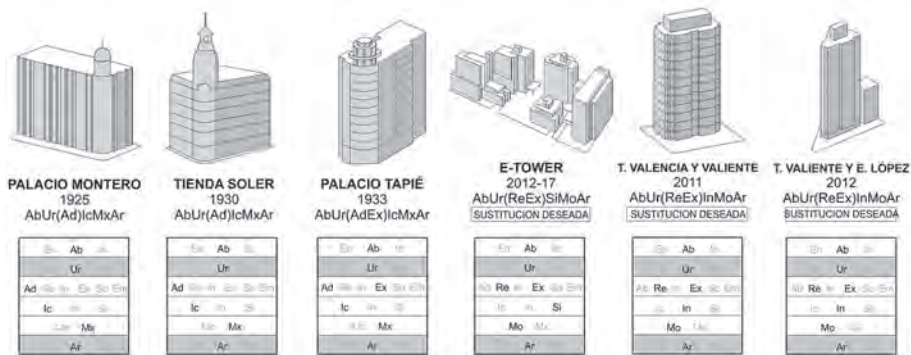 PALACIO MONTERO
1925
AbUr(Ad)IcMxAr
TIENDA SOLER
1930
AbUr(Ad)IcMxAr
PALACIO TAPIÉ
1933
AbUr(AdEx)IcMxAr
E-TOWER
2012-17
AbUr(ReEx)SiMoAr
SUSTITUCION DESEADA
T. VALENCIA Y VALIENTE
2011
AbUr(ReEx)InMoAr
SUSTITUCION DESEADA
T. VALIENTE Y E. LÓPEZ
2012
AbUr(ReEx)InMoAr
SUSTITUCION DESEADA
Ab
Ur
Ad
Ic
Mx
Ar
Ab
Ur
Ad
Ic
Mx
Ar
Ab
Ur
Ad Ex
Ic
Mx
Ar
Ab
Ur
Re Ex
Si
Mo
Ar
Ab
Ur
Re Ex
In
Mo
Ar
Ab
Ur
Re Ex
In
Mo
Ar